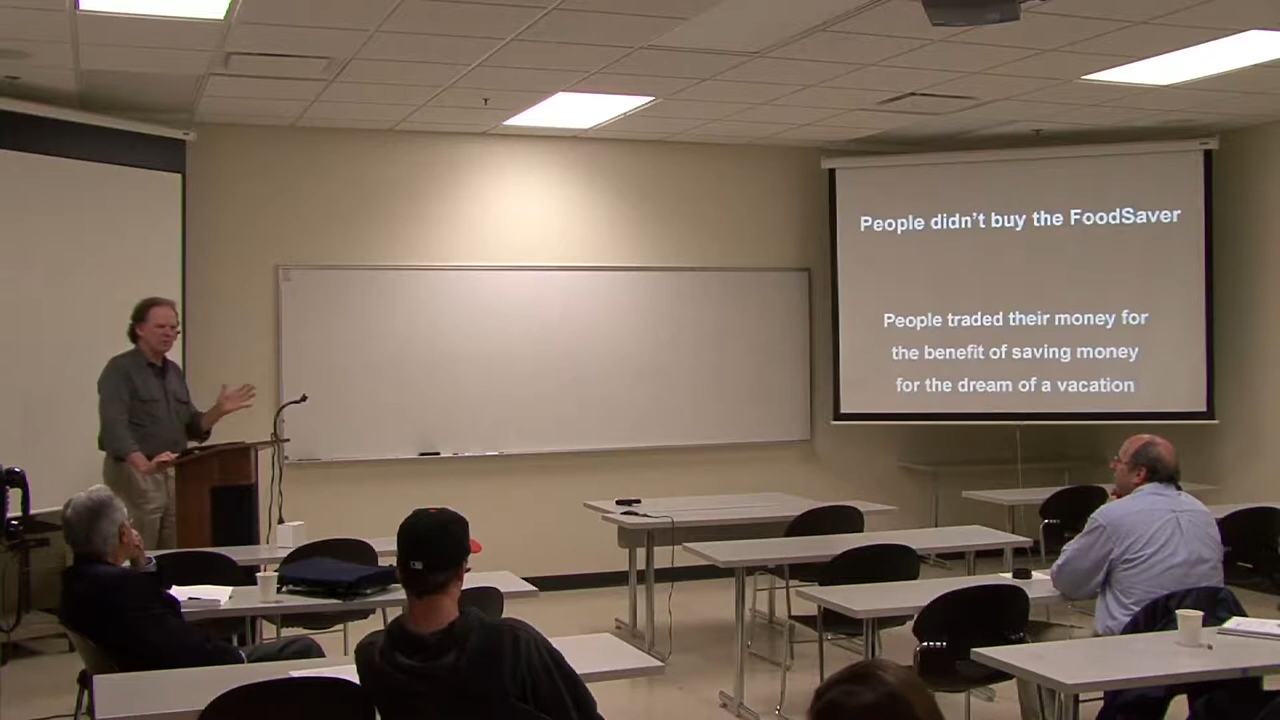 People didn't buy the FoodSaver
People traded their money for
the benefit of saving money
for the dream of a vacation